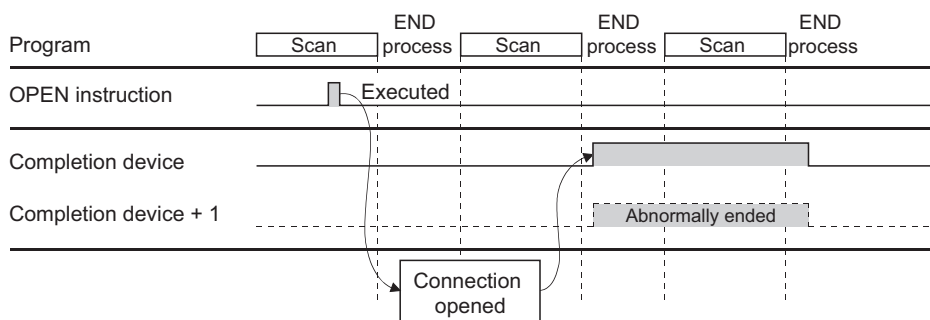 END END END
Program Scan process Scan process Scan process
OPEN instruction Executed
Completion device
Completion device + 1 Abnormally ended
Connection
opened